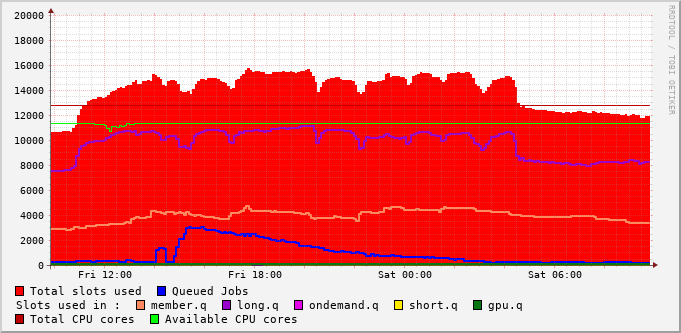 20000
18000
16000
14000
12000
10000
8000
6000
4000
2000
0
Fri 12:00 Fri 18:00 Sat 00:00 Sat 06:00
RRDTOOL / TOBI OETIKER
Total slots used Queued Jobs
Slots used in : member.q long.q ondemand.q short.q gpu.q
Total CPU cores Available CPU cores